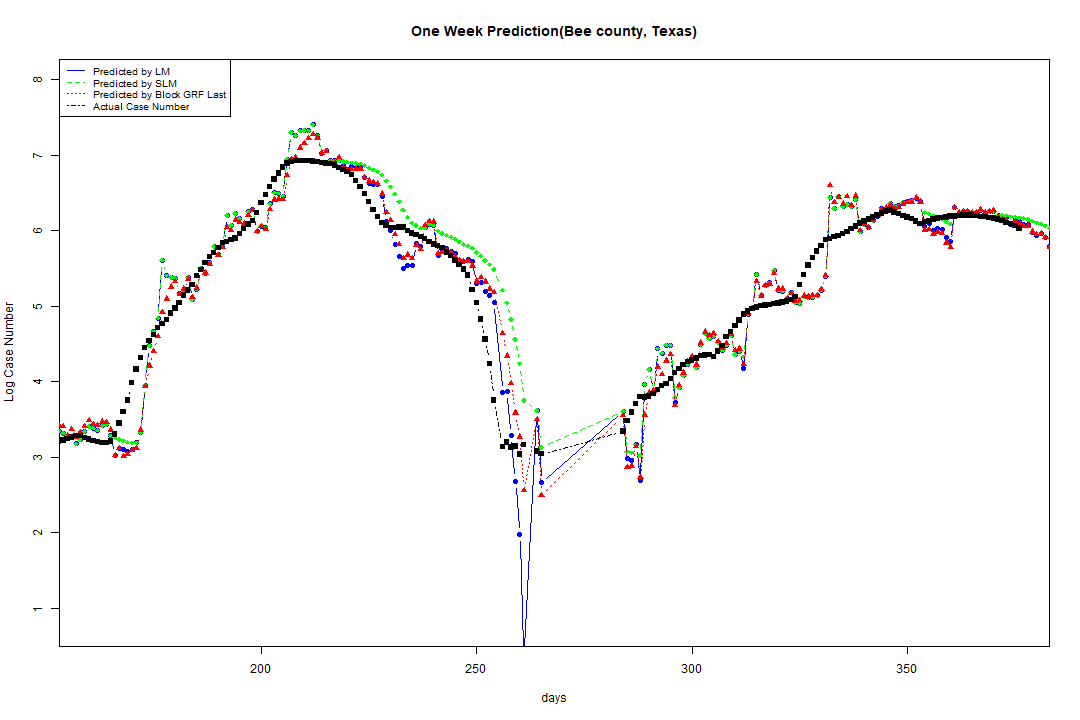 One Week Prediction(Bee county, Texas)
Predicted by LM
Predicted by SLM
Predicted by Block GRF Last
Actual Case Number
8
7
6
5
4
3
2
1
Log Case Number
200 250 300 350
days